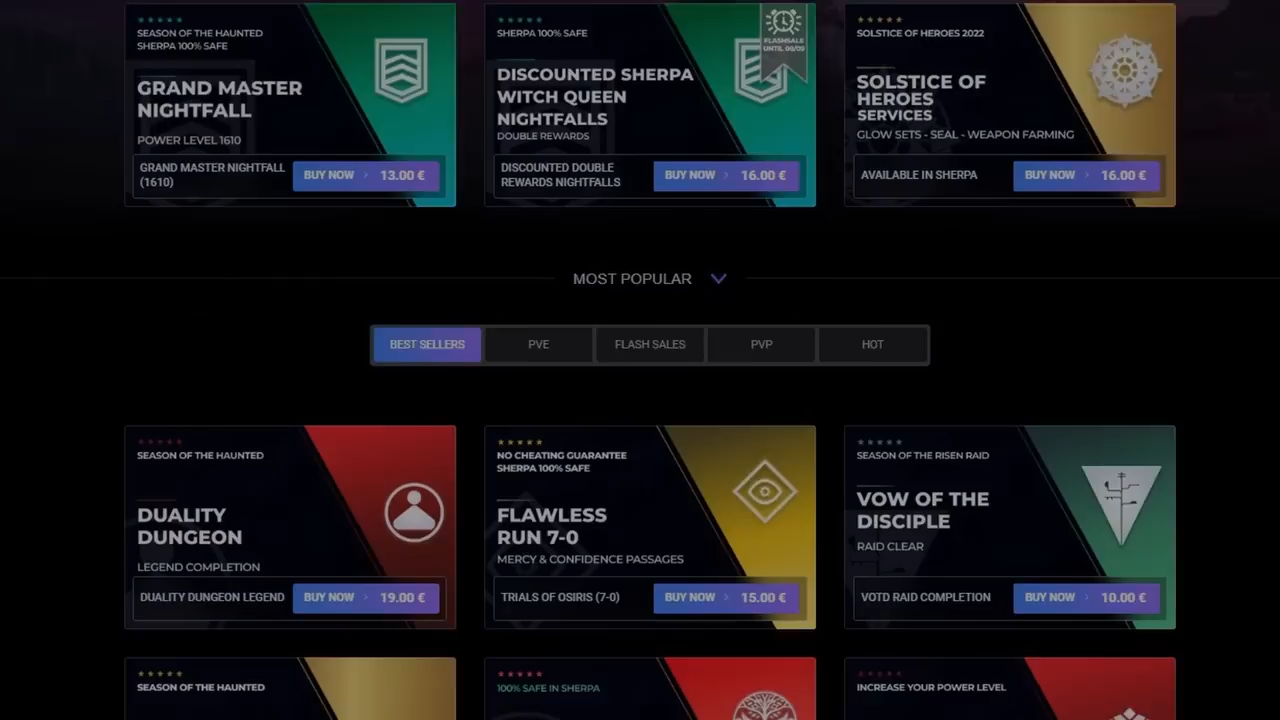 SEASON OF THE HAUNTED
SHERPA 100% SAFE
GRAND MASTER
NIGHTFALL
POWER LEVEL 1610
GRAND MASTER NIGHTFALL
(1610)
BUY NOW
13.00 €
SHERPA 100% SAFE
FLASHSALE
UNTIL 09/09
DISCOUNTED SHERPA
WITCH QUEEN
NIGHTFALLS
DOUBLE REWARDS
DISCOUNTED DOUBLE
REWARDS NIGHTFALLS
BUY NOW
16.00 €
SOLSTICE OF HEROES 2022
SOLSTICE OF
HEROES
SERVICES
GLOW SETS - SEAL - WEAPON FARMING
AVAILABLE IN SHERPA
BUY NOW
16.00 €
MOST POPULAR
BEST SELLERS
PVE
FLASH SALES
PVP
HOT
SEASON OF THE HAUNTED
DUALITY
DUNGEON
LEGEND COMPLETION
DUALITY DUNGEON LEGEND
BUY NOW
19.00 €
NO CHEATING GUARANTEE
SHERPA 100% SAFE
FLAWLESS
RUN 7-0
MERCY & CONFIDENCE PASSAGES
TRIALS OF OSIRIS (7-0)
BUY NOW
15.00 €
SEASON OF THE RISEN RAID
VOW OF THE
DISCIPLE
RAID CLEAR
VOTD RAID COMPLETION
BUY NOW
10.00 €
SEASON OF THE HAUNTED
100% SAFE IN SHERPA
INCREASE YOUR POWER LEVEL